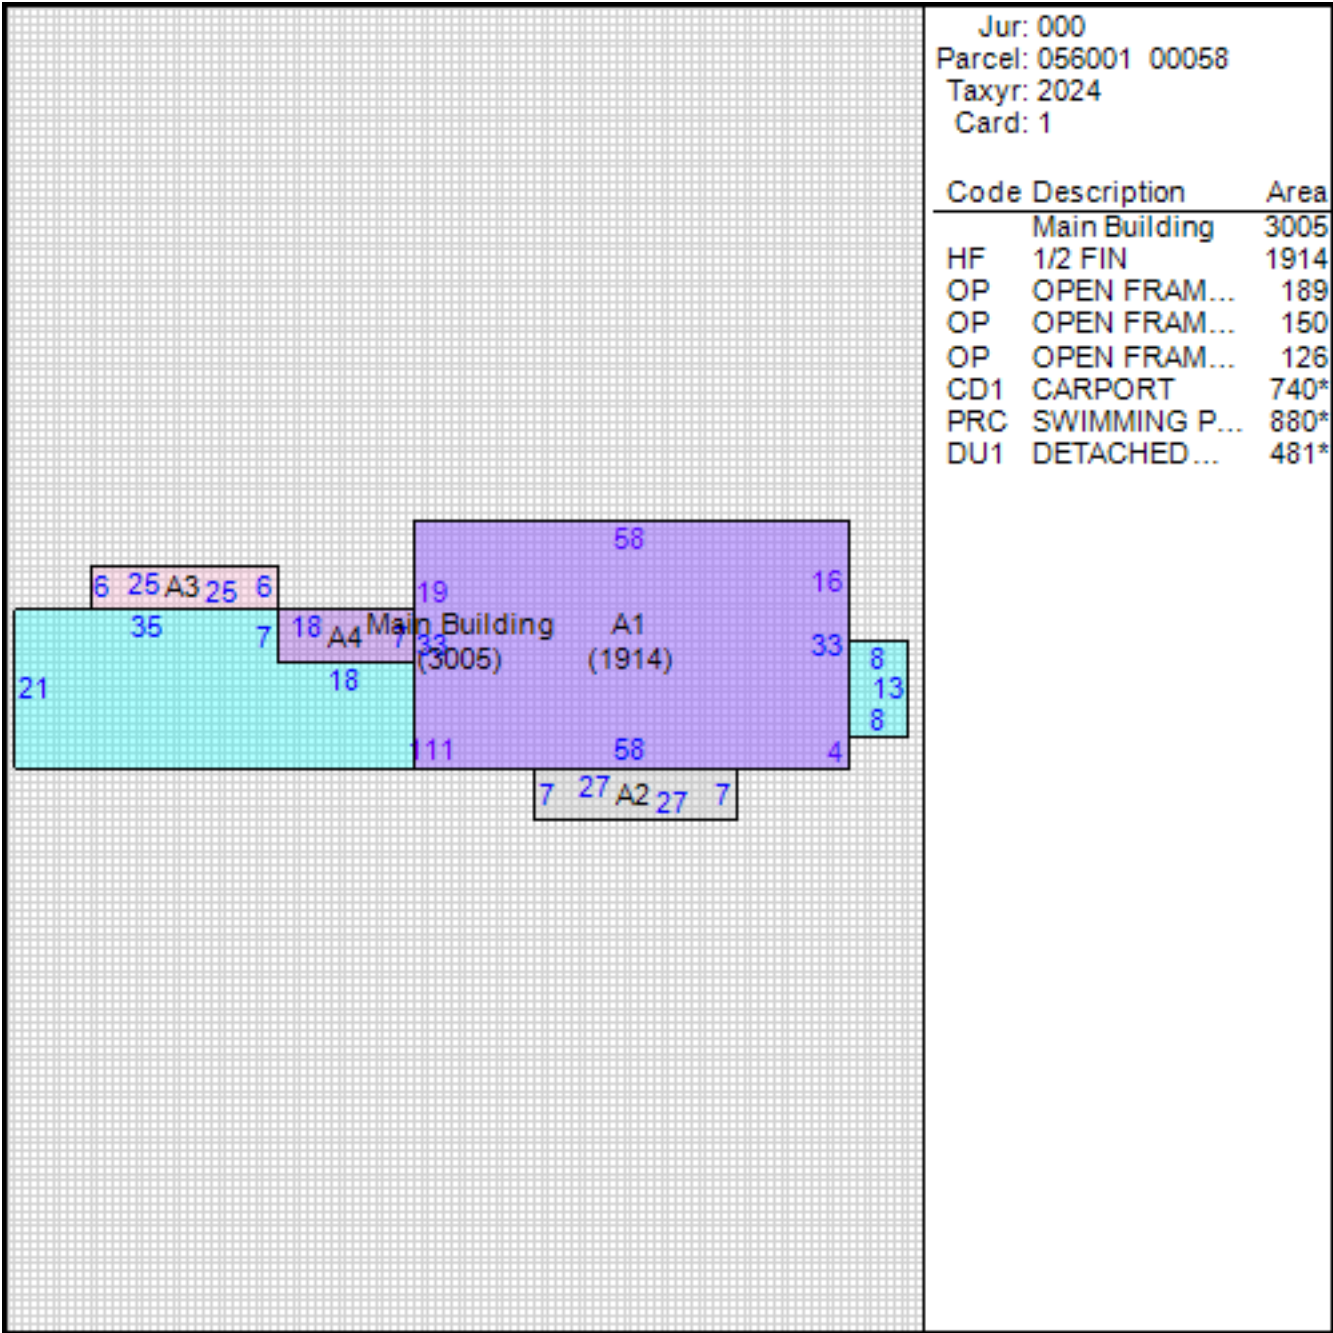 Jur: 000
Parcel: 056001 00058
Taxyr: 2024
Card: 1
Code Description Area
Main Building 3005
HF 1/2 FIN 1914
OP OPEN FRAM... 189
OP OPEN FRAM... 150
OP OPEN FRAM... 126
CD1 CARPORT 740*
PRC SWIMMING P... 880*
DU1 DETACHED... 481*
58
19 16
6 25 A3 25 6
35 7 18 A4 7 Main Building A1
33 (3005) (1914) 33
21 18
8
13
8
111 58 4
7 27 A2 27 7